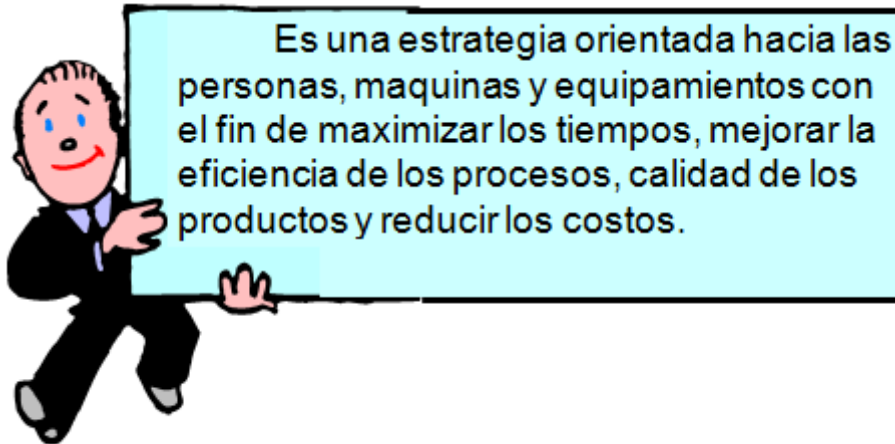 Es una estrategia orientada hacia las
personas, maquinas y equipamientos con
el fin de maximizar los tiempos, mejorar la
eficiencia de los procesos, calidad de los
productos y reducir los costos.